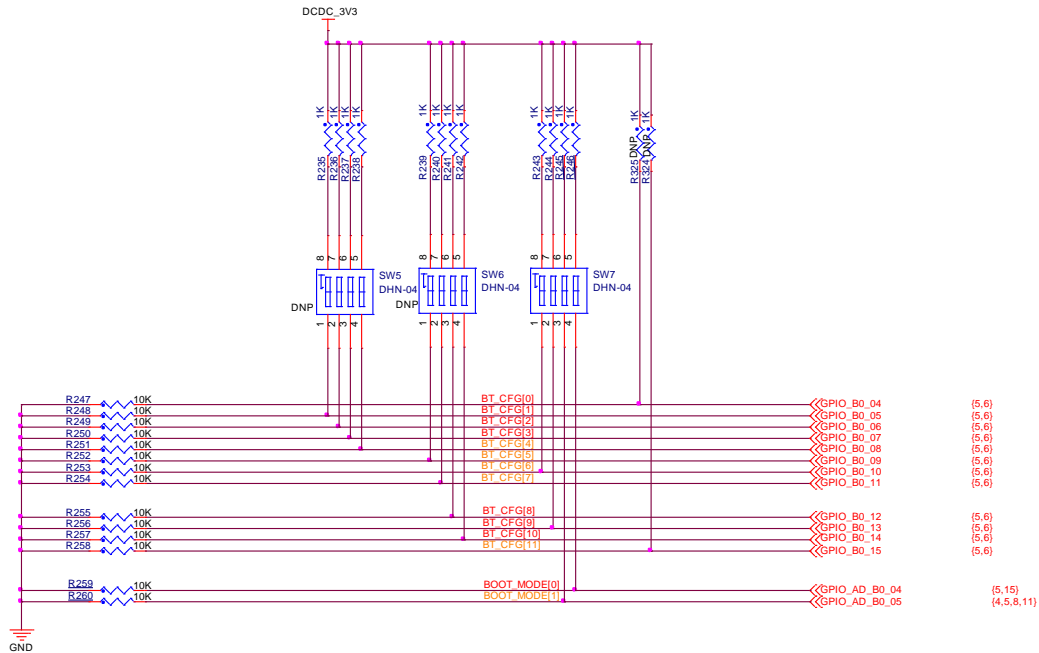 DCDC_3V3
1K 1K 1K 1K 1K 1K 1K 1K 1K 1K 1K 1K 1K 1K
DNP DNP
R235 R236 R237 R238 R239 R240 R241 R242 R243 R244 R245 R246 R325 R324
8 7 6 5 8 7 6 5 8 7 6 5
SW5 SW6 SW7
DHN-04 DHN-04 DHN-04
DNP DNP
1 2 3 4 1 2 3 4 1 2 3 4
R247 10K BT_CFG[0] GPIO_B0_04 {5,6}
R248 10K BT_CFG[1] GPIO_B0_05 {5,6}
R249 10K BT_CFG[2] GPIO_B0_06 {5,6}
R250 10K BT_CFG[3] GPIO_B0_07 {5,6}
R251 10K BT_CFG[4] GPIO_B0_08 {5,6}
R252 10K BT_CFG[5] GPIO_B0_09 {5,6}
R253 10K BT_CFG[6] GPIO_B0_10 {5,6}
R254 10K BT_CFG[7] GPIO_B0_11 {5,6}
R255 10K BT_CFG[8] GPIO_B0_12 {5,6}
R256 10K BT_CFG[9] GPIO_B0_13 {5,6}
R257 10K BT_CFG[10] GPIO_B0_14 {5,6}
R258 10K BT_CFG[11] GPIO_B0_15 {5,6}
R259 10K BOOT_MODE[0] GPIO_AD_B0_04 {5,15}
R260 10K BOOT_MODE[1] GPIO_AD_B0_05 {4,5,8,11}
GND